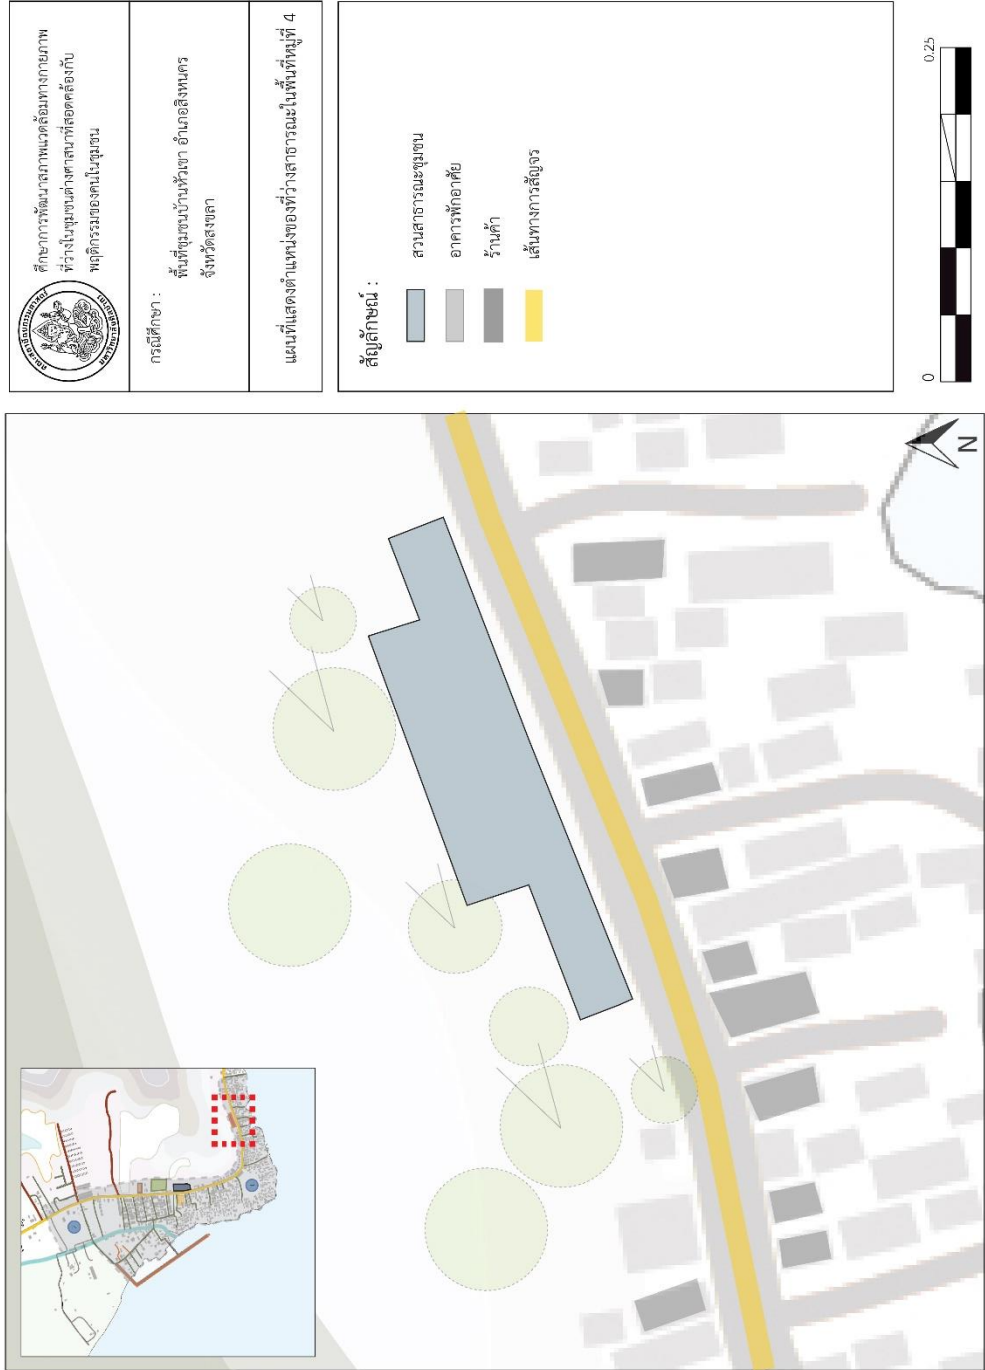 ศึกษาการพัฒนาสภาพแวดล้อมทางกายภาพ
ที่ว่างในชุมชนต่างศาสนาที่สอดคล้องกับ
พฤติกรรมของคนในชุมชน
กรณีศึกษา :
พื้นที่ชุมชนบ้านหัวเขา อำเภอสิงหนคร
จังหวัดสงขลา
แผนที่แสดงตำแหน่งของที่ว่างสาธารณะในพื้นที่หมู่ที่ 4
สัญลักษณ์ :
สวนสาธารณะชุมชน
อาคารพักอาศัย
ร้านค้า
เส้นทางการสัญจร
0
0.25
N